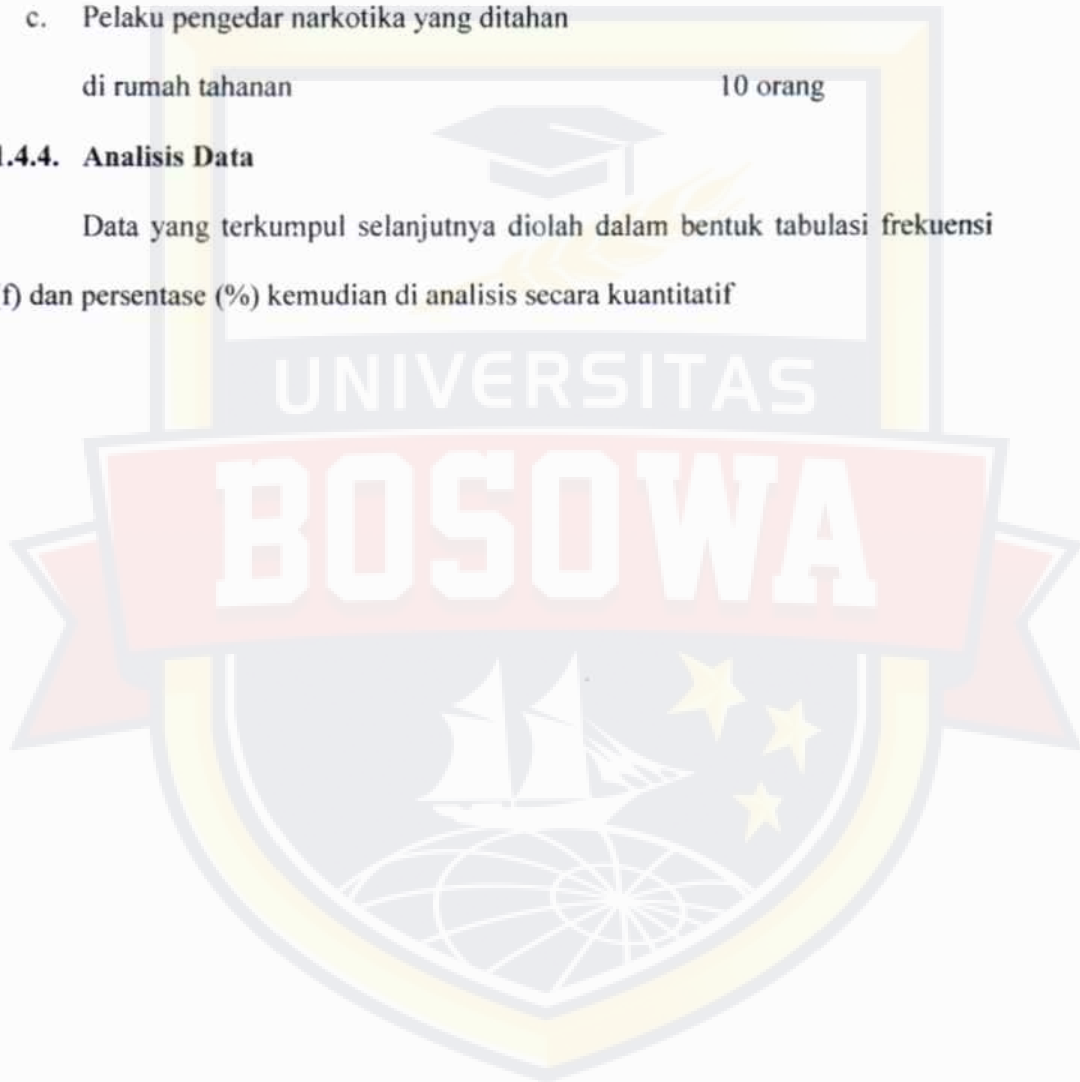 c. Pelaku pengedar narkotika yang ditahan
di rumah tahanan 10 orang
.4.4. Analisis Data
Data yang terkumpul selanjutnya diolah dalam bentuk tabulasi frekuensi
f) dan persentase (%) kemudian di analisis secara kuantitatif
UNIVERSITAS
BOSOWA